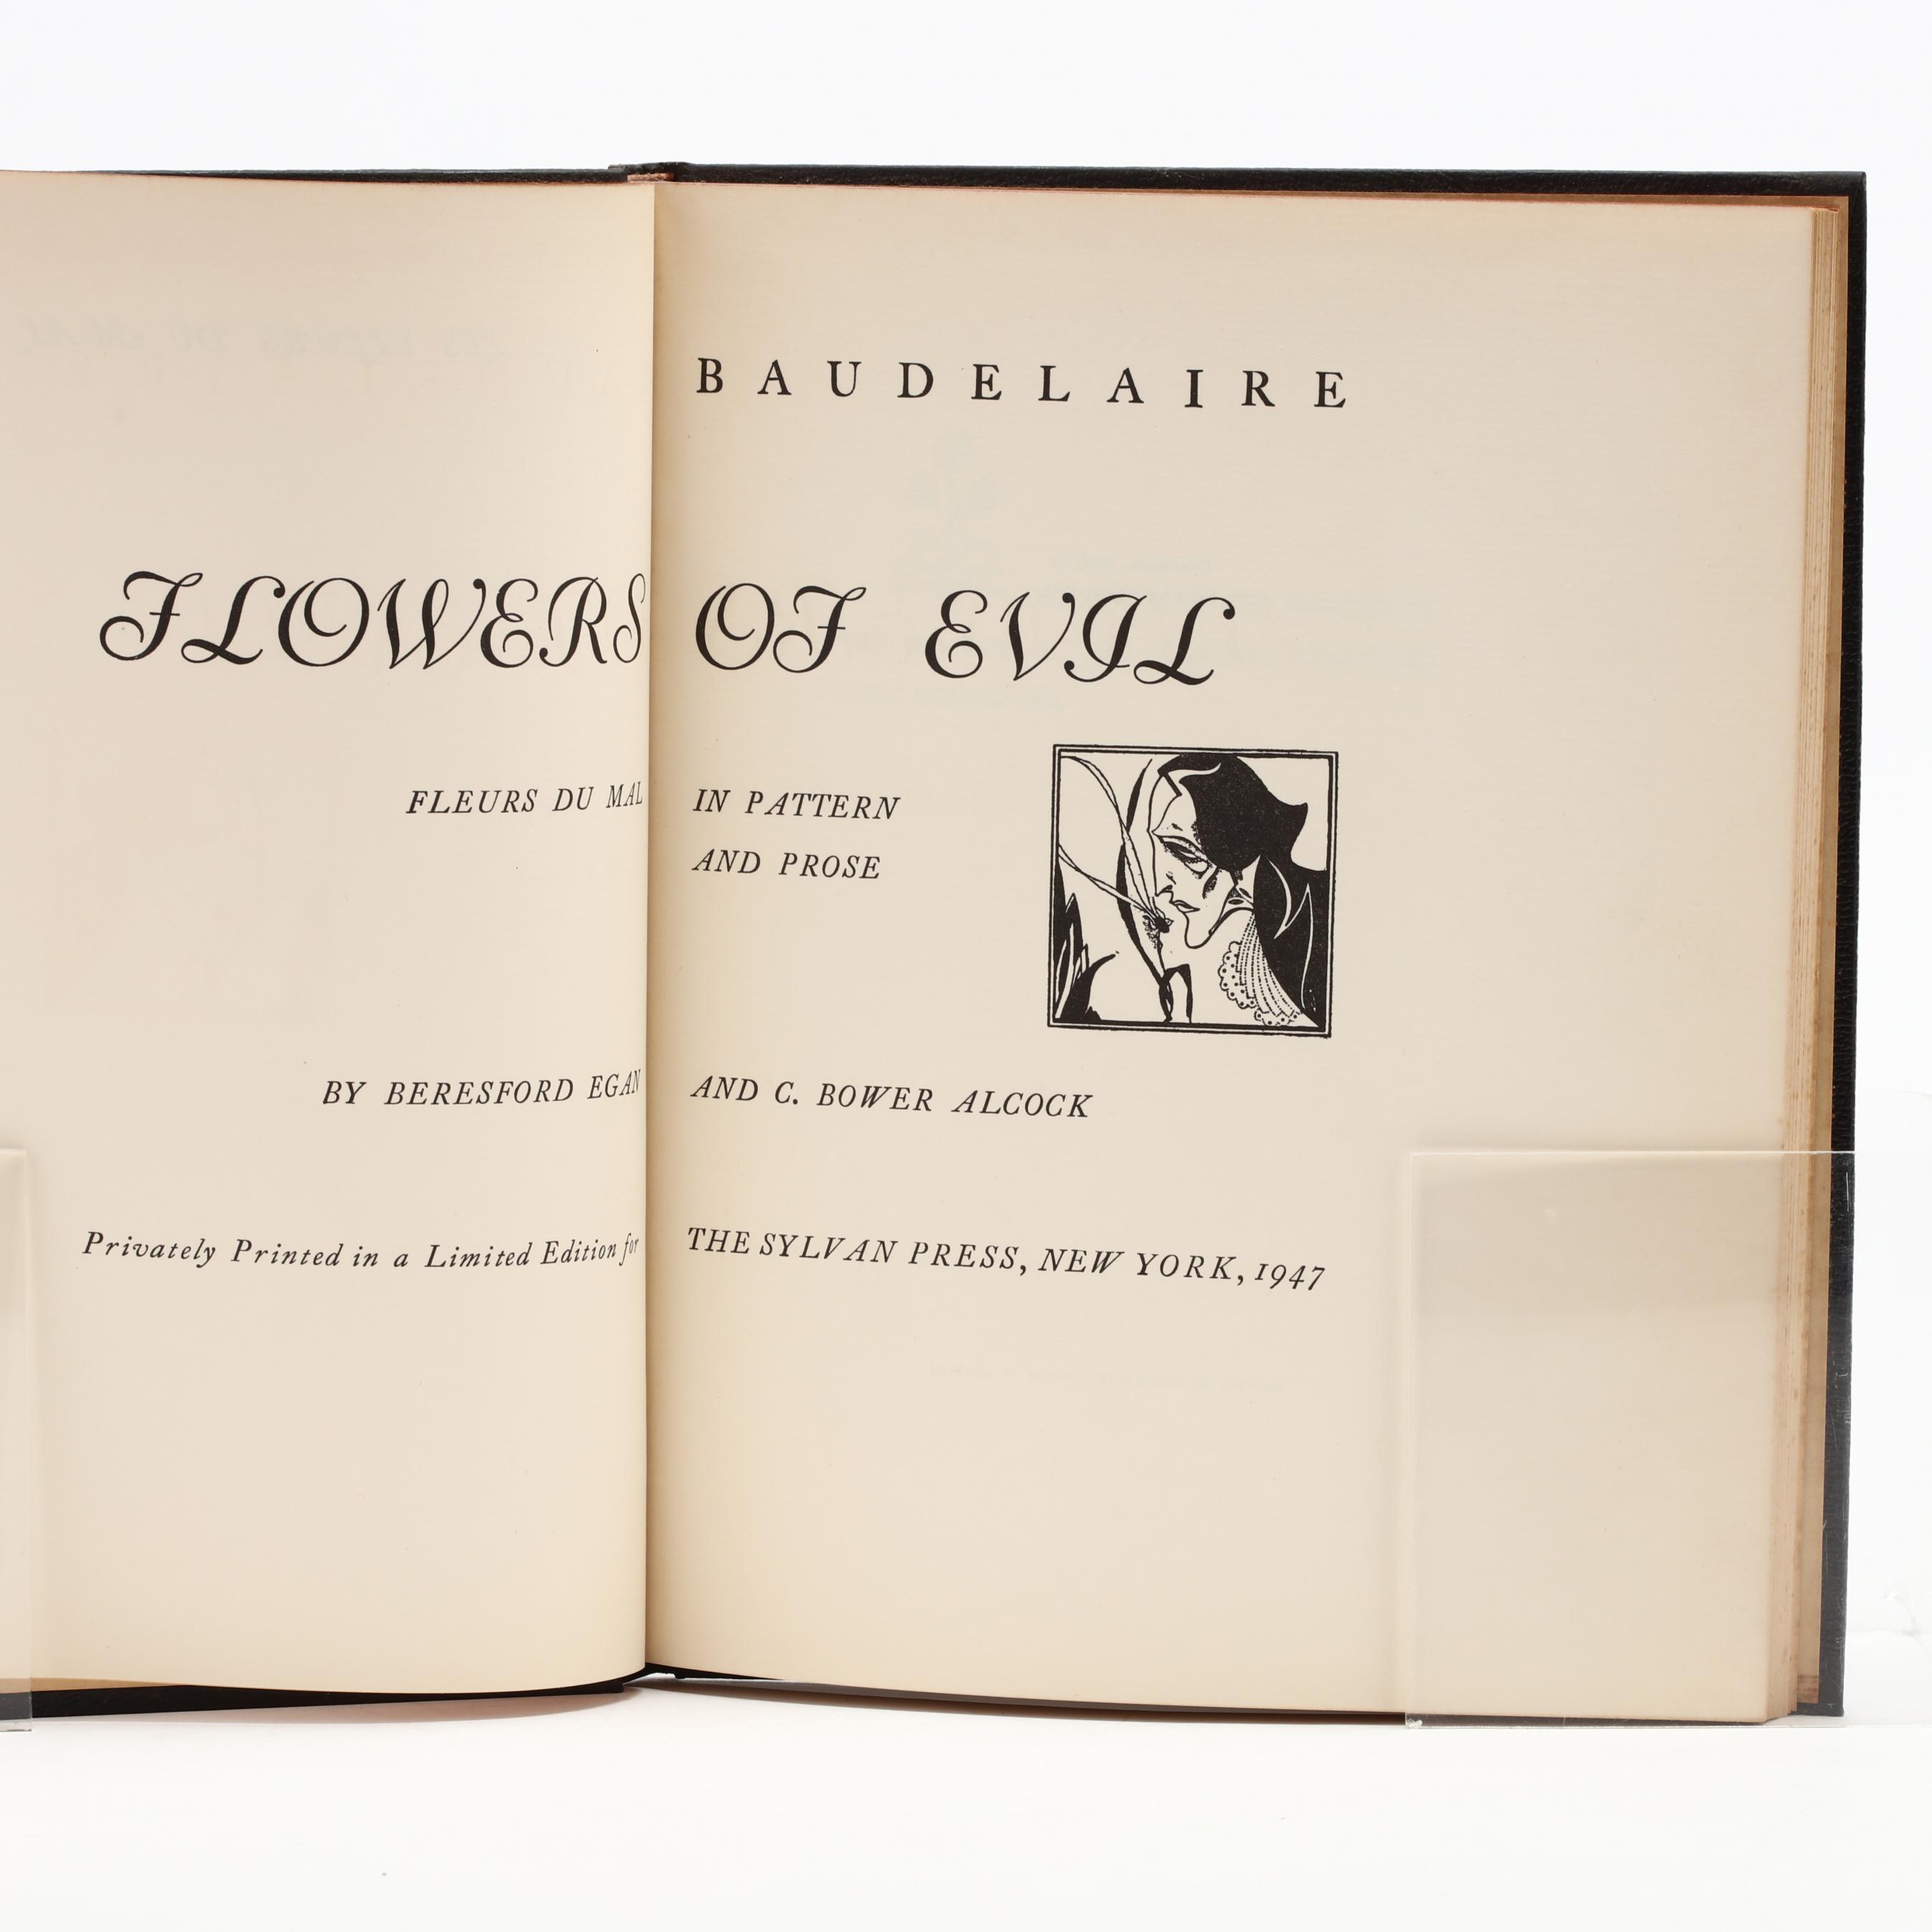 BAUDELAIRE
FLOWERS OF EVIL
FLEURS DU MAL IN PATTERN
AND PROSE
BY BERESFORD EGAN AND C. BOWER ALCOCK
Privately Printed in a Limited Edition for THE SYLVAN PRESS, NEW YORK, 1947